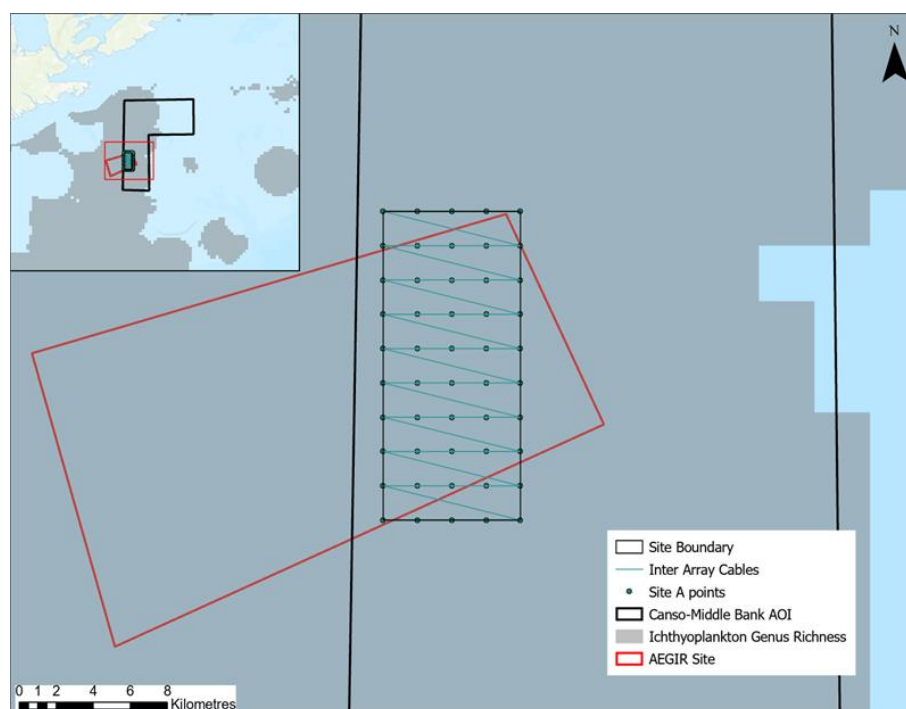 N
Site Boundary
Inter Array Cables
Site A points
Canso-Middle Bank AOI
Ichthyoplankton Genus Richness
AEGIR Site
0 1 2 4 6 8
Kilometres